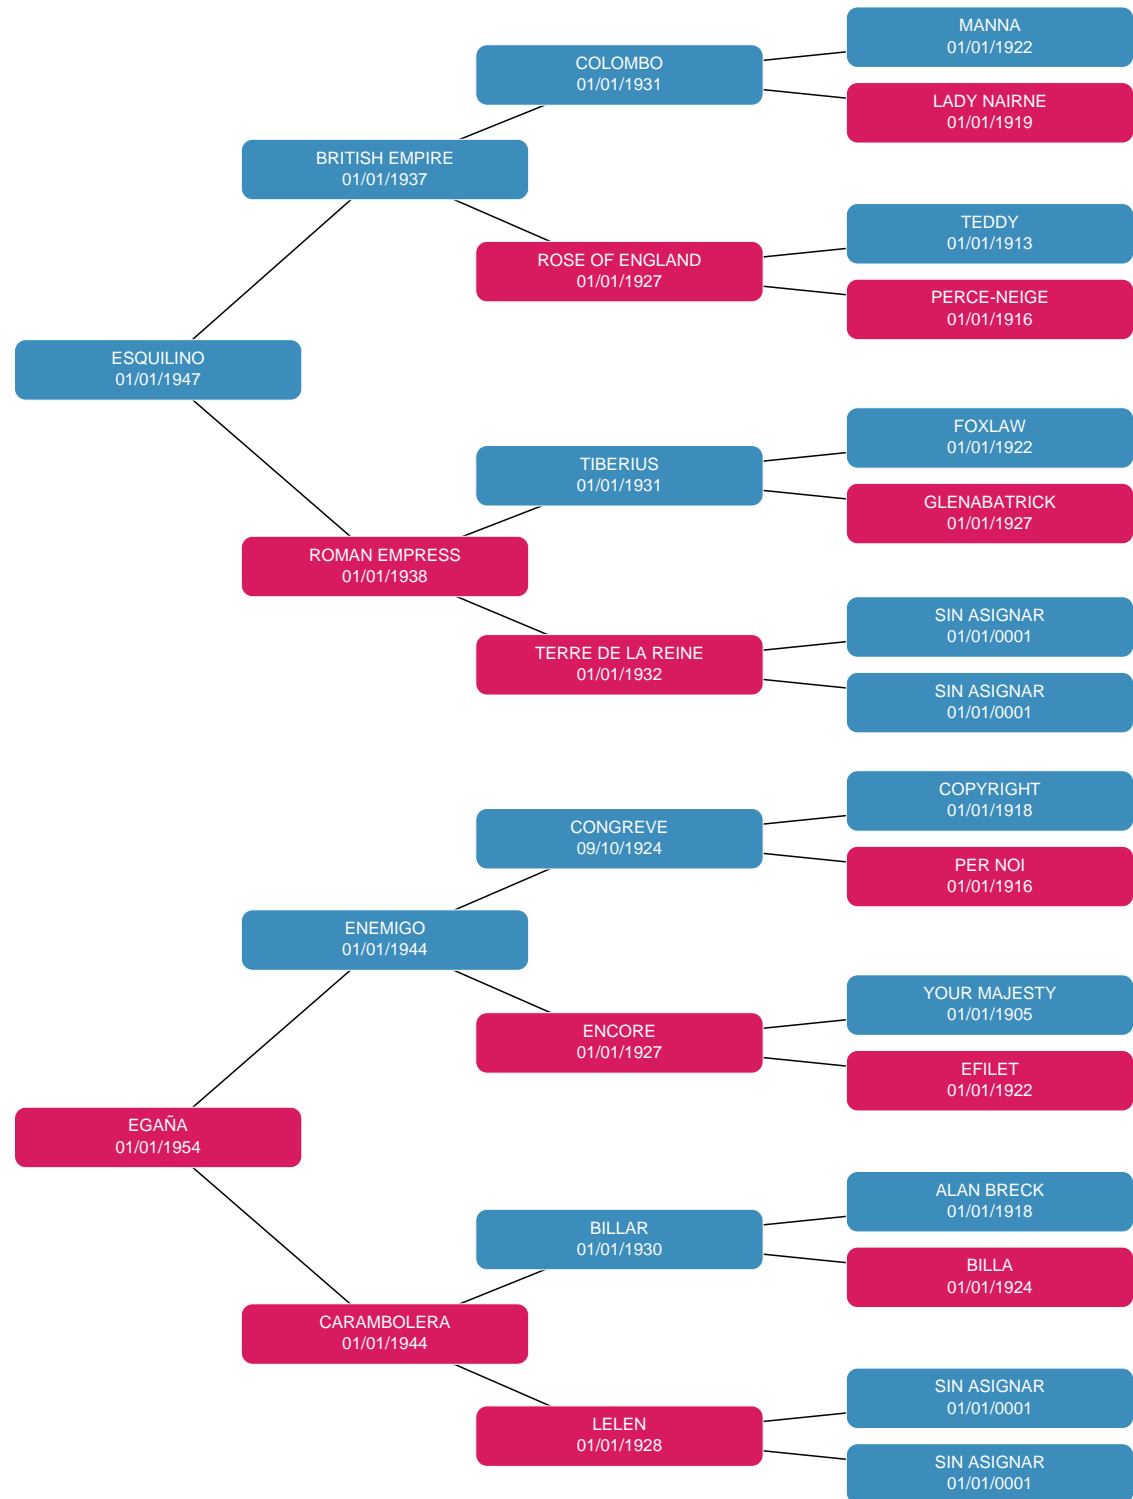 MANNA
01/01/1922
COLOMBO
01/01/1931
LADY NAIRNE
01/01/1919
BRITISH EMPIRE
01/01/1937
TEDDY
01/01/1913
ROSE OF ENGLAND
01/01/1927
PERCE-NEIGE
01/01/1916
ESQUILINO
01/01/1947
FOXLAW
01/01/1922
TIBERIUS
01/01/1931
GLENABATRICK
01/01/1927
ROMAN EMPRESS
01/01/1938
SIN ASIGNAR
01/01/0001
TERRE DE LA REINE
01/01/1932
SIN ASIGNAR
01/01/0001
COPYRIGHT
01/01/1918
CONGREVE
09/10/1924
PER NOI
01/01/1916
ENEMIGO
01/01/1944
YOUR MAJESTY
01/01/1905
ENCORE
01/01/1927
EFILET
01/01/1922
EGAÑA
01/01/1954
ALAN BRECK
01/01/1918
BILLAR
01/01/1930
BILLA
01/01/1924
CARAMBOLERA
01/01/1944
SIN ASIGNAR
01/01/0001
LELEN
01/01/1928
SIN ASIGNAR
01/01/0001